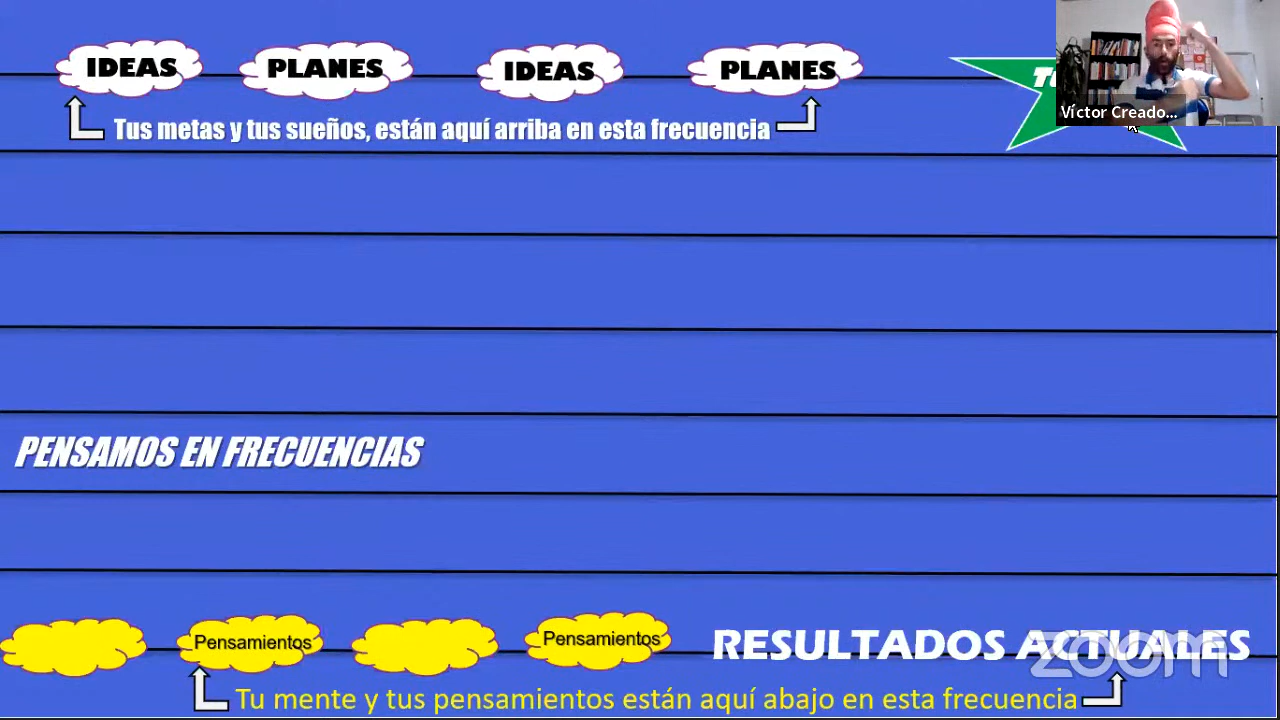 IDEAS PLANES IDEAS PLANES
Víctor Creado...
Tus metas y tus sueños, están aquí arriba en esta frecuencia
PENSAMOS EN FRECUENCIAS
Pensamientos Pensamientos
RESULTADOS ACTUALES
zoom
Tu mente y tus pensamientos están aquí abajo en esta frecuencia